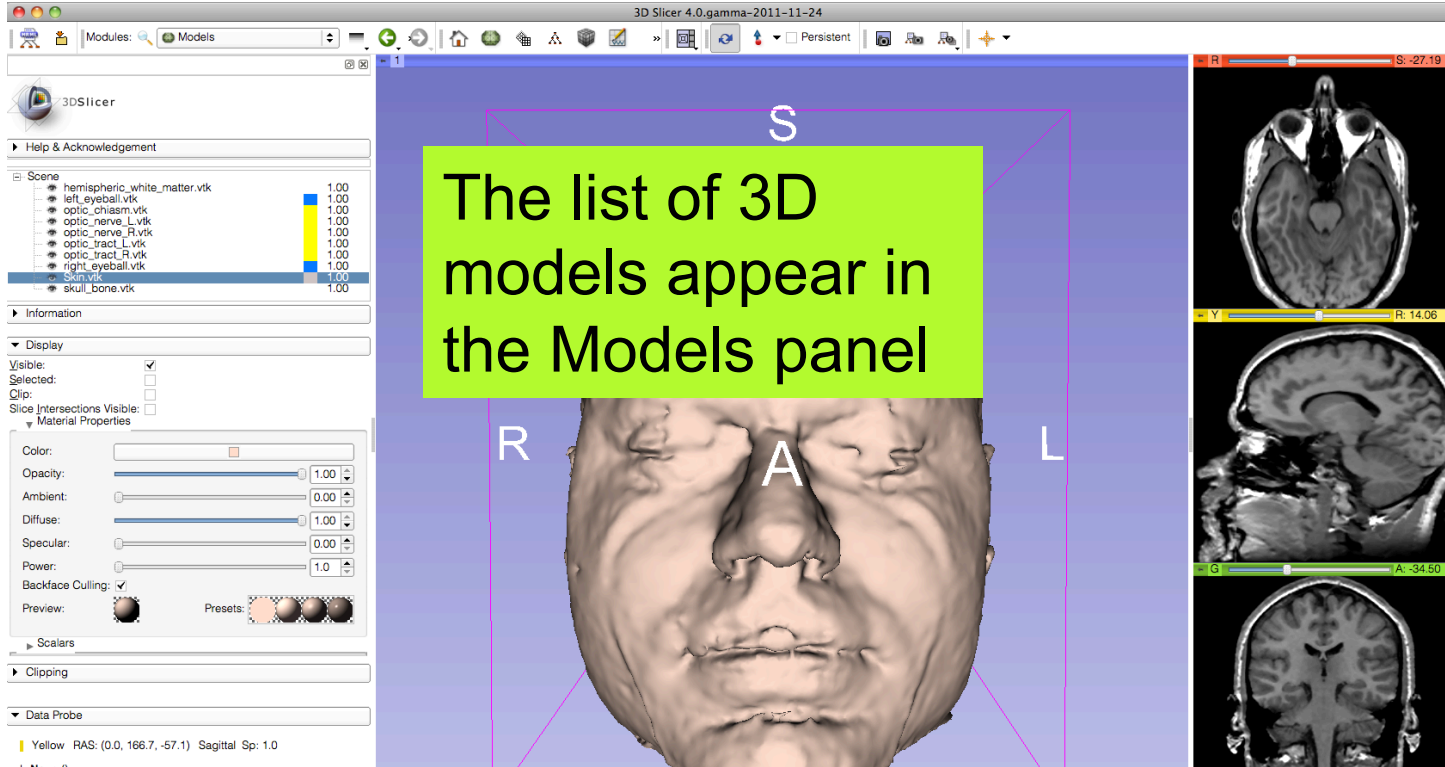 3D Slicer 4.0.gamma-2011-11-24
Modules: Models
» Persistent
1
R S: -27.19
3DSlicer
Help & Acknowledgement
Scene
hemispheric_white_matter.vtk 1.00
left_eyeball.vtk 1.00
optic_chiasm.vtk 1.00
optic_nerve_L.vtk 1.00
optic_nerve_R.vtk 1.00
optic_tract_L.vtk 1.00
optic_tract_R.vtk 1.00
right_eyeball.vtk 1.00
Skin.vtk 1.00
skull_bone.vtk 1.00
Information
Display
Visible:
Selected:
Clip:
Slice Intersections Visible:
Material Properties
Color:
Opacity: 1.00
Ambient: 0.00
Diffuse: 1.00
Specular: 0.00
Power: 1.0
Backface Culling:
Preview: Presets:
Scalars
Clipping
Data Probe
Yellow RAS: (0.0, 166.7, -57.1) Sagittal Sp: 1.0
S
The list of 3D
models appear in
the Models panel
R A L
Y R: 14.06
G A: -34.50